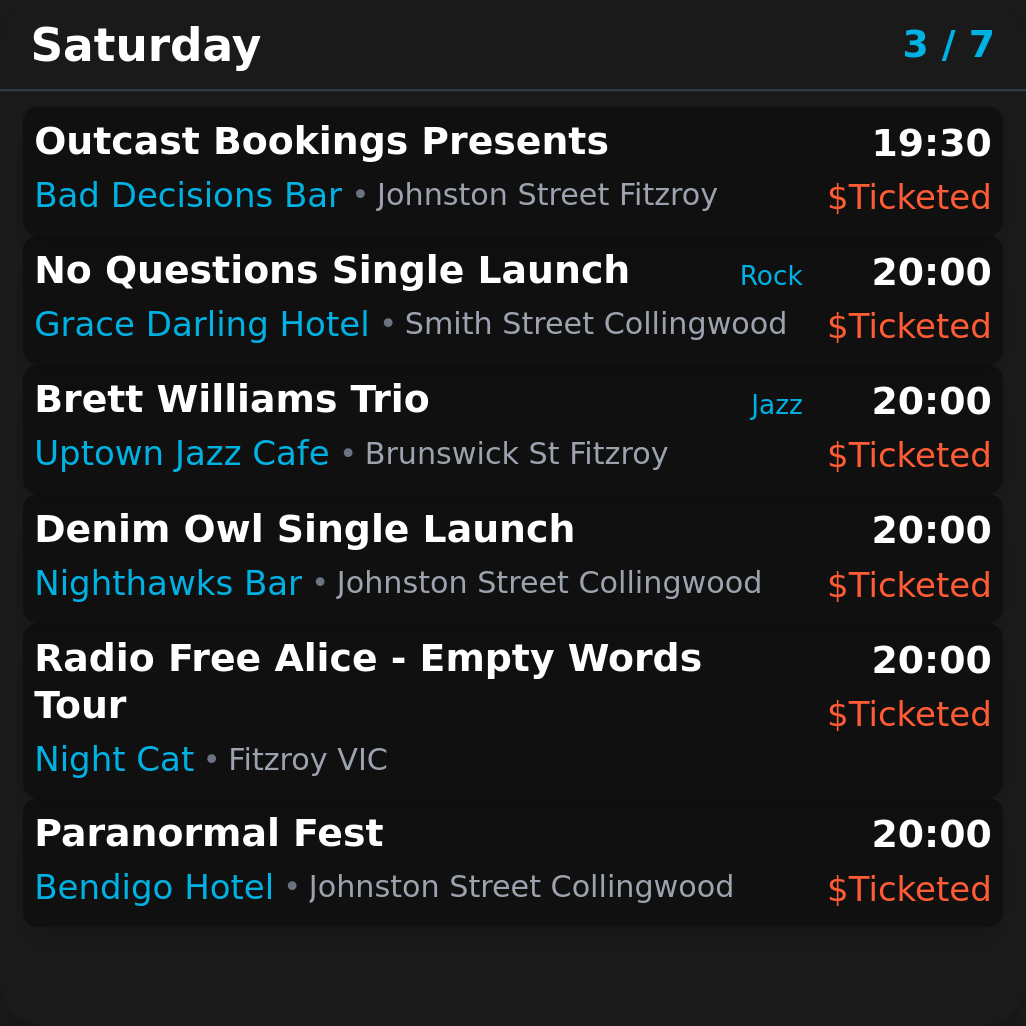 Saturday 3 / 7
Outcast Bookings Presents 19:30
Bad Decisions Bar • Johnston Street Fitzroy $Ticketed
No Questions Single Launch Rock 20:00
Grace Darling Hotel • Smith Street Collingwood $Ticketed
Brett Williams Trio Jazz 20:00
Uptown Jazz Cafe • Brunswick St Fitzroy $Ticketed
Denim Owl Single Launch 20:00
Nighthawks Bar • Johnston Street Collingwood $Ticketed
Radio Free Alice - Empty Words 20:00
Tour $Ticketed
Night Cat • Fitzroy VIC
Paranormal Fest 20:00
Bendigo Hotel • Johnston Street Collingwood $Ticketed